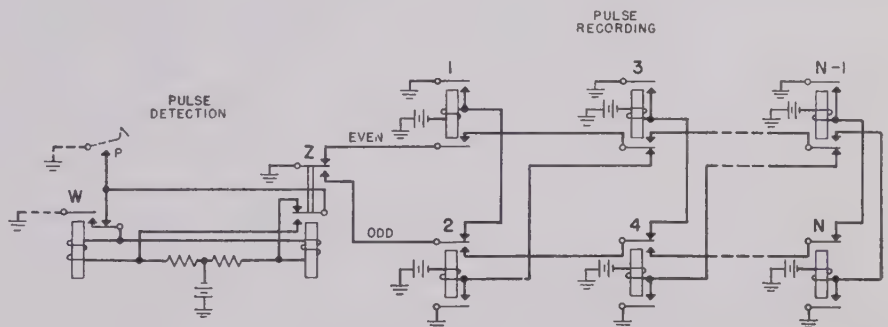 PULSE
RECORDING
PULSE
DETECTION
1
3
N-1
P
W
Z
EVEN
ODD
2
4
N